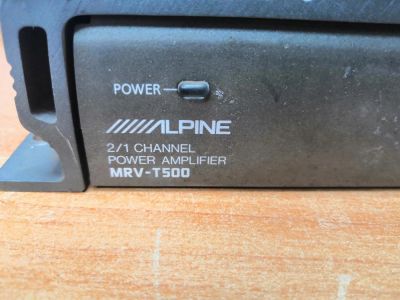 POWER
ALPINE
2/1 CHANNEL
POWER AMPLIFIER
MRV-T500